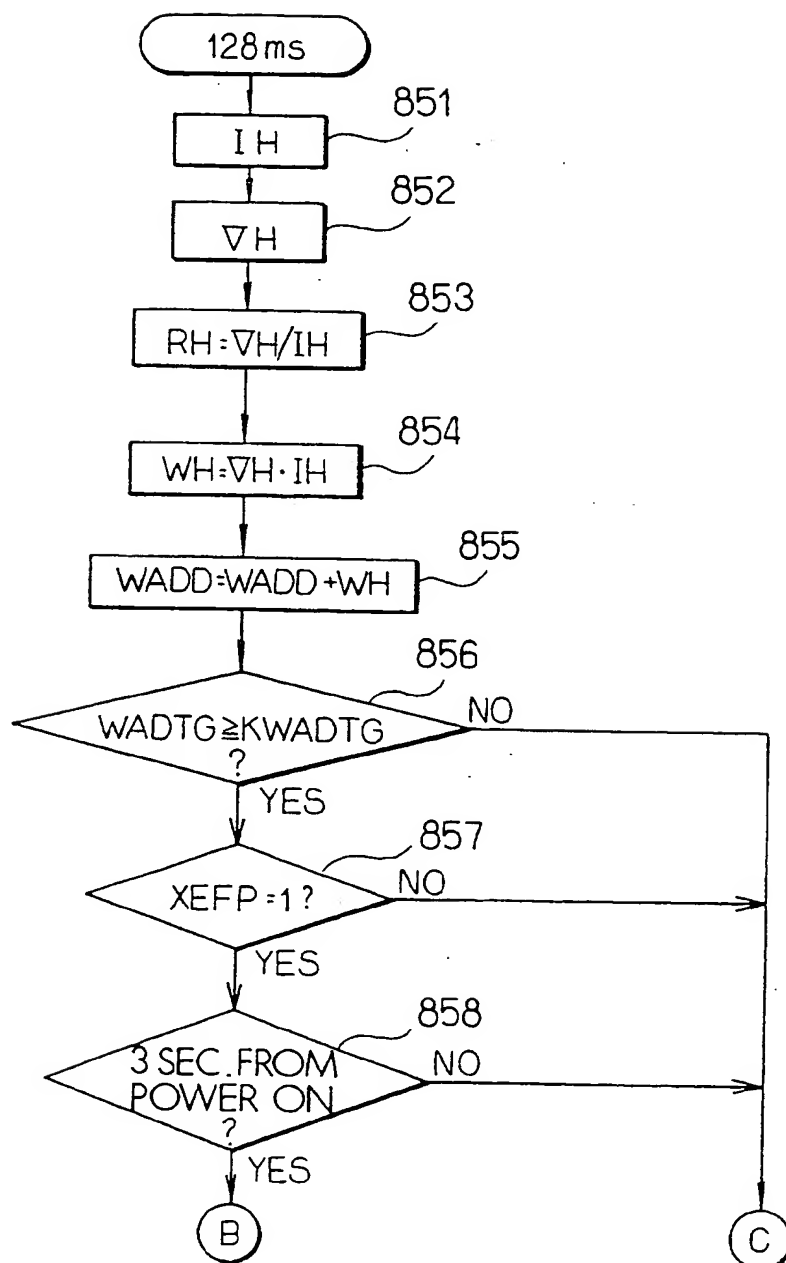 128ms
851
IH
852
∇H
853
RH=∇H/IH
854
WH=∇H·IH
855
WADD=WADD+WH
856
WADTG≧KWADTG
?
NO
YES
857
XEFP=1?
NO
YES
858
3 SEC. FROM
POWER ON
?
NO
YES
B
C